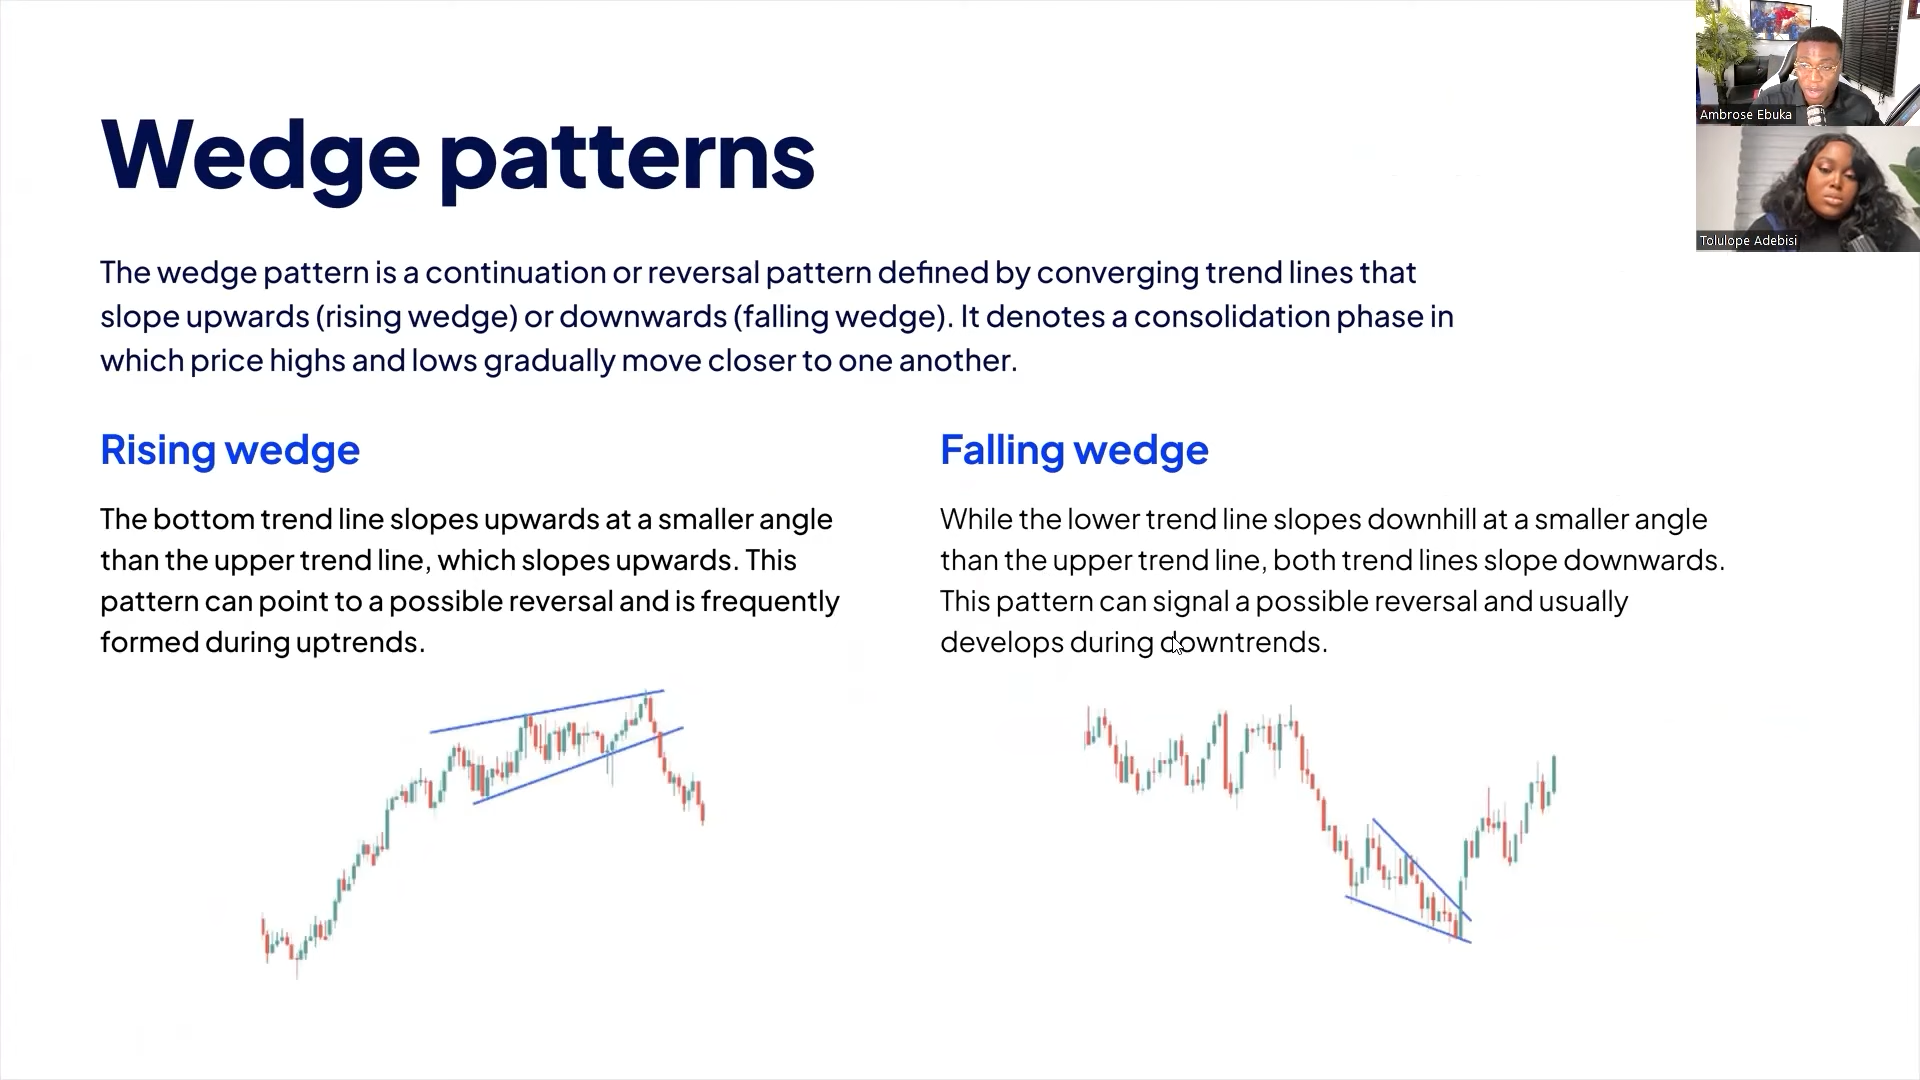 Wedge patterns
The wedge pattern is a continuation or reversal pattern defined by converging trend lines that
slope upwards (rising wedge) or downwards (falling wedge). It denotes a consolidation phase in
which price highs and lows gradually move closer to one another.
Rising wedge
The bottom trend line slopes upwards at a smaller angle
than the upper trend line, which slopes upwards. This
pattern can point to a possible reversal and is frequently
formed during uptrends.
Falling wedge
While the lower trend line slopes downhill at a smaller angle
than the upper trend line, both trend lines slope downwards.
This pattern can signal a possible reversal and usually
develops during downtrends.
Ambrose Ebuka
Tolulope Adebisi